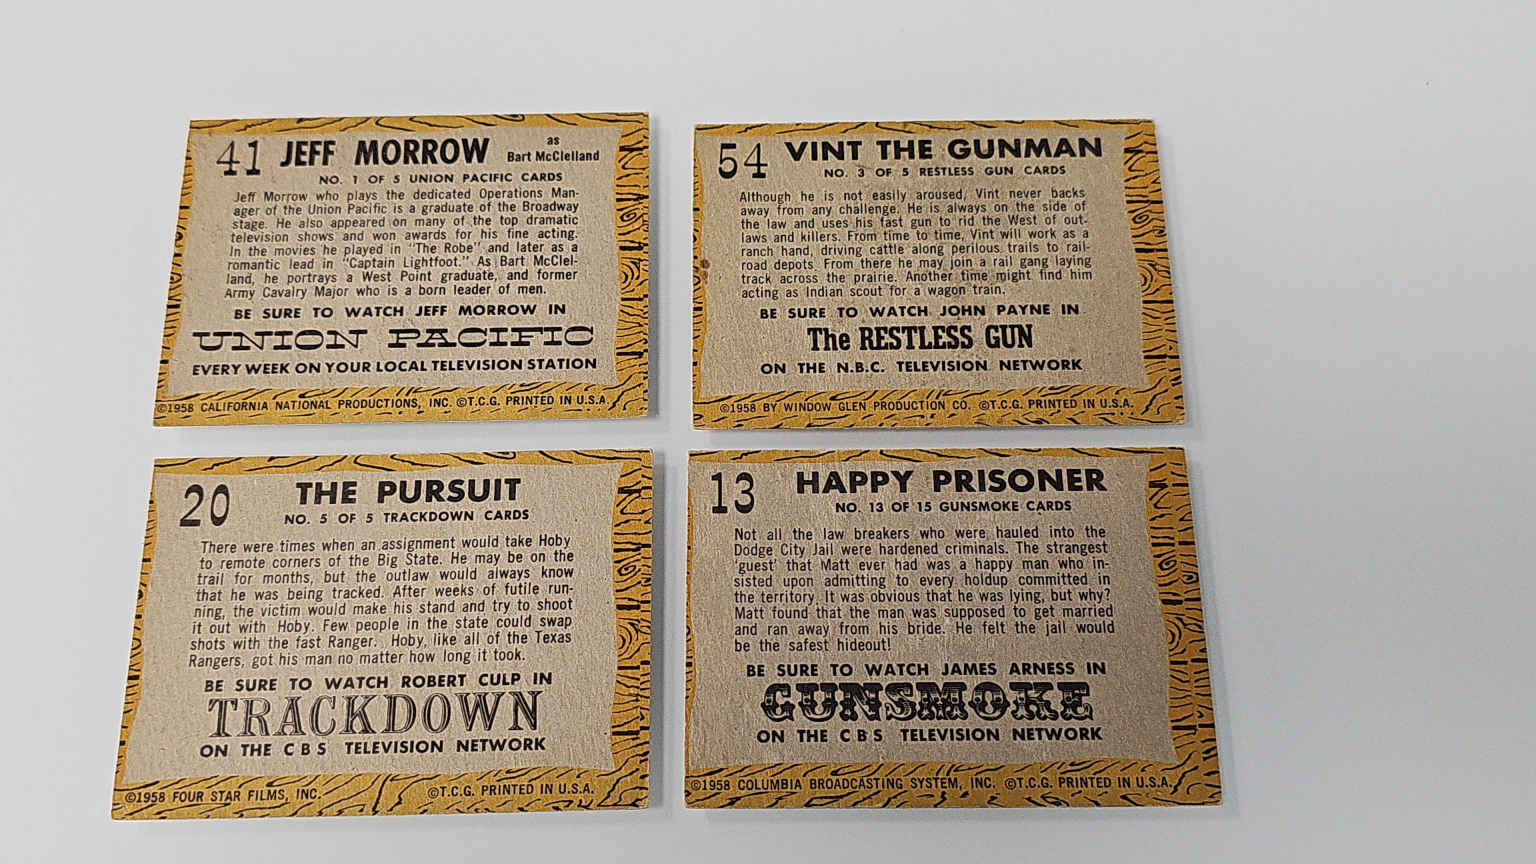 41 JEFF MORROW as
Bart McClelland
NO. 1 OF 5 UNION PACIFIC CARDS
Jeff Morrow who plays the dedicated Operations Man-
ager of the Union Pacific is a graduate of the Broadway
stage. He also appeared on many of the top dramatic
television shows and won awards for his fine acting.
In the movies he played in "The Robe" and later as a
romantic lead in "Captain Lightfoot." As Bart McClel-
land, he portrays a West Point graduate, and former
Army Cavalry Major who is a born leader of men.
BE SURE TO WATCH JEFF MORROW IN
UNION PACIFIC
EVERY WEEK ON YOUR LOCAL TELEVISION STATION
©1958 CALIFORNIA NATIONAL PRODUCTIONS, INC. ©T.C.G. PRINTED IN U.S.A.
54 VINT THE GUNMAN
NO. 3 OF 5 RESTLESS GUN CARDS
Although he is not easily aroused, Vint never backs
away from any challenge. He is always on the side of
the law and uses his fast gun to rid the West of out-
laws and killers. From time to time, Vint will work as a
ranch hand, driving cattle along perilous trails to rail-
road depots. From there he may join a rail gang laying
track across the prairie. Another time might find him
acting as Indian scout for a wagon train.
BE SURE TO WATCH JOHN PAYNE IN
The RESTLESS GUN
ON THE N.B.C. TELEVISION NETWORK
©1958 BY WINDOW GLEN PRODUCTION CO. ©T.C.G. PRINTED IN U.S.A.
20 THE PURSUIT
NO. 5 OF 5 TRACKDOWN CARDS
There were times when an assignment would take Hoby
to remote corners of the Big State. He may be on the
trail for months, but the outlaw would always know
that he was being tracked. After weeks of futile run-
ning, the victim would make his stand and try to shoot
it out with Hoby. Few people in the state could swap
shots with the fast Ranger. Hoby, like all of the Texas
Rangers, got his man no matter how long it took.
BE SURE TO WATCH ROBERT CULP IN
TRACKDOWN
ON THE CBS TELEVISION NETWORK
©1958 FOUR STAR FILMS, INC. ©T.C.G. PRINTED IN U.S.A.
13 HAPPY PRISONER
NO. 13 OF 15 GUNSMOKE CARDS
Not all the law breakers who were hauled into the
Dodge City Jail were hardened criminals. The strangest
'guest' that Matt ever had was a happy man who in-
sisted upon admitting to every holdup committed in
the territory. It was obvious that he was lying, but why?
Matt found that the man was supposed to get married
and ran away from his bride. He felt the jail would
be the safest hideout!
BE SURE TO WATCH JAMES ARNESS IN
GUNSMOKE
ON THE CBS TELEVISION NETWORK
©1958 COLUMBIA BROADCASTING SYSTEM, INC. ©T.C.G. PRINTED IN U.S.A.